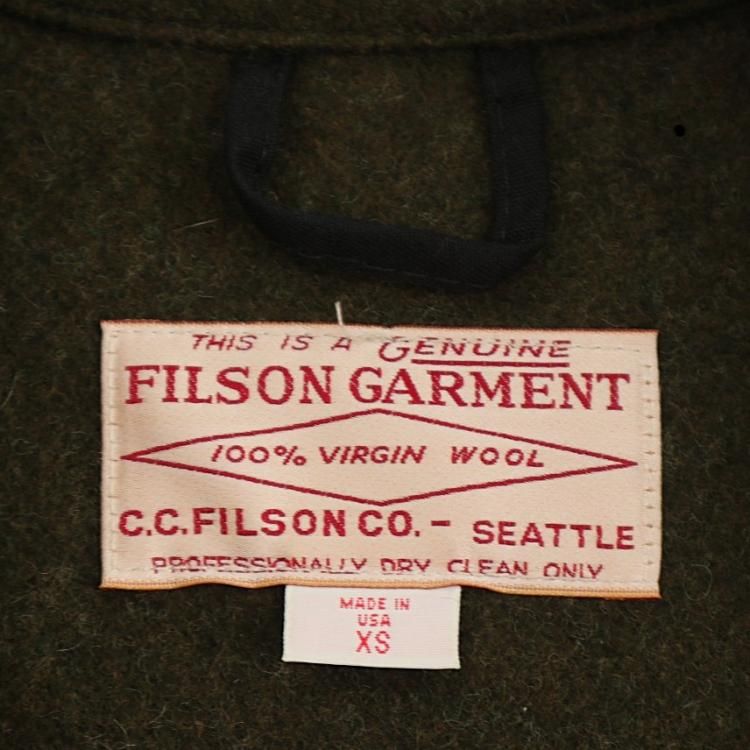 THIS IS A GENUINE
FILSON GARMENT
100% VIRGIN WOOL
C.C.FILSON CO. - SEATTLE
PROFESSIONALLY DRY CLEAN ONLY
MADE IN
USA
XS